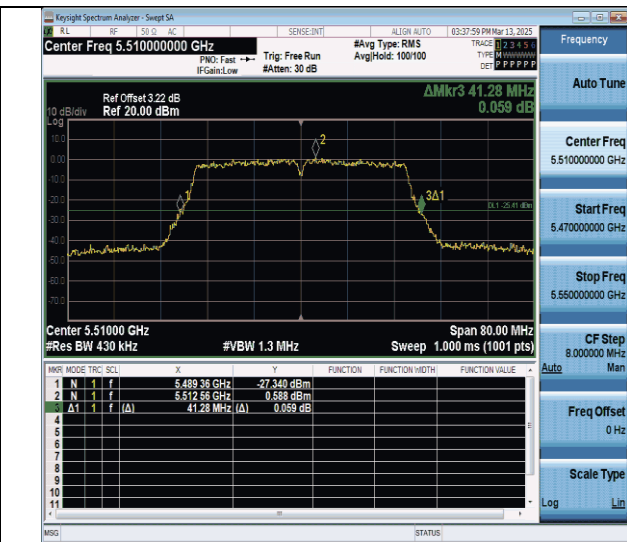 Keysight Spectrum Analyzer - Swept SA
RL RF 50 Ω AC SENSE:INT ALIGN AUTO 03:37:59 PM Mar 13, 2025
Center Freq 5.510000000 GHz
PNO: Fast
IFGain:Low
Trig: Free Run
#Atten: 30 dB
#Avg Type: RMS
Avg|Hold: 100/100
TRACE 1 2 3 4 5 6
TYPE M WWWWW
DET P P P P P P
Ref Offset 3.22 dB
Ref 20.00 dBm
10 dB/div
Log
ΔMkr3 41.28 MHz
0.059 dB
10.0
0.00
-10.0
-20.0
-30.0
-40.0
-50.0
-60.0
-70.0
1
2
3Δ1
DL1 -25.41 dBm
Center 5.51000 GHz
Span 80.00 MHz
#Res BW 430 kHz
#VBW 1.3 MHz
Sweep 1.000 ms (1001 pts)
MKR MODE TRC SCL X Y FUNCTION FUNCTION WIDTH FUNCTION VALUE
1 N 1 f 5.489 36 GHz -27.340 dBm
2 N 1 f 5.512 56 GHz 0.588 dBm
3 Δ1 1 f (Δ) 41.28 MHz (Δ) 0.059 dB
4
5
6
7
8
9
10
11
MSG
STATUS
Frequency
Auto Tune
Center Freq
5.510000000 GHz
Start Freq
5.470000000 GHz
Stop Freq
5.550000000 GHz
CF Step
8.000000 MHz
Auto Man
Freq Offset
0 Hz
Scale Type
Log Lin